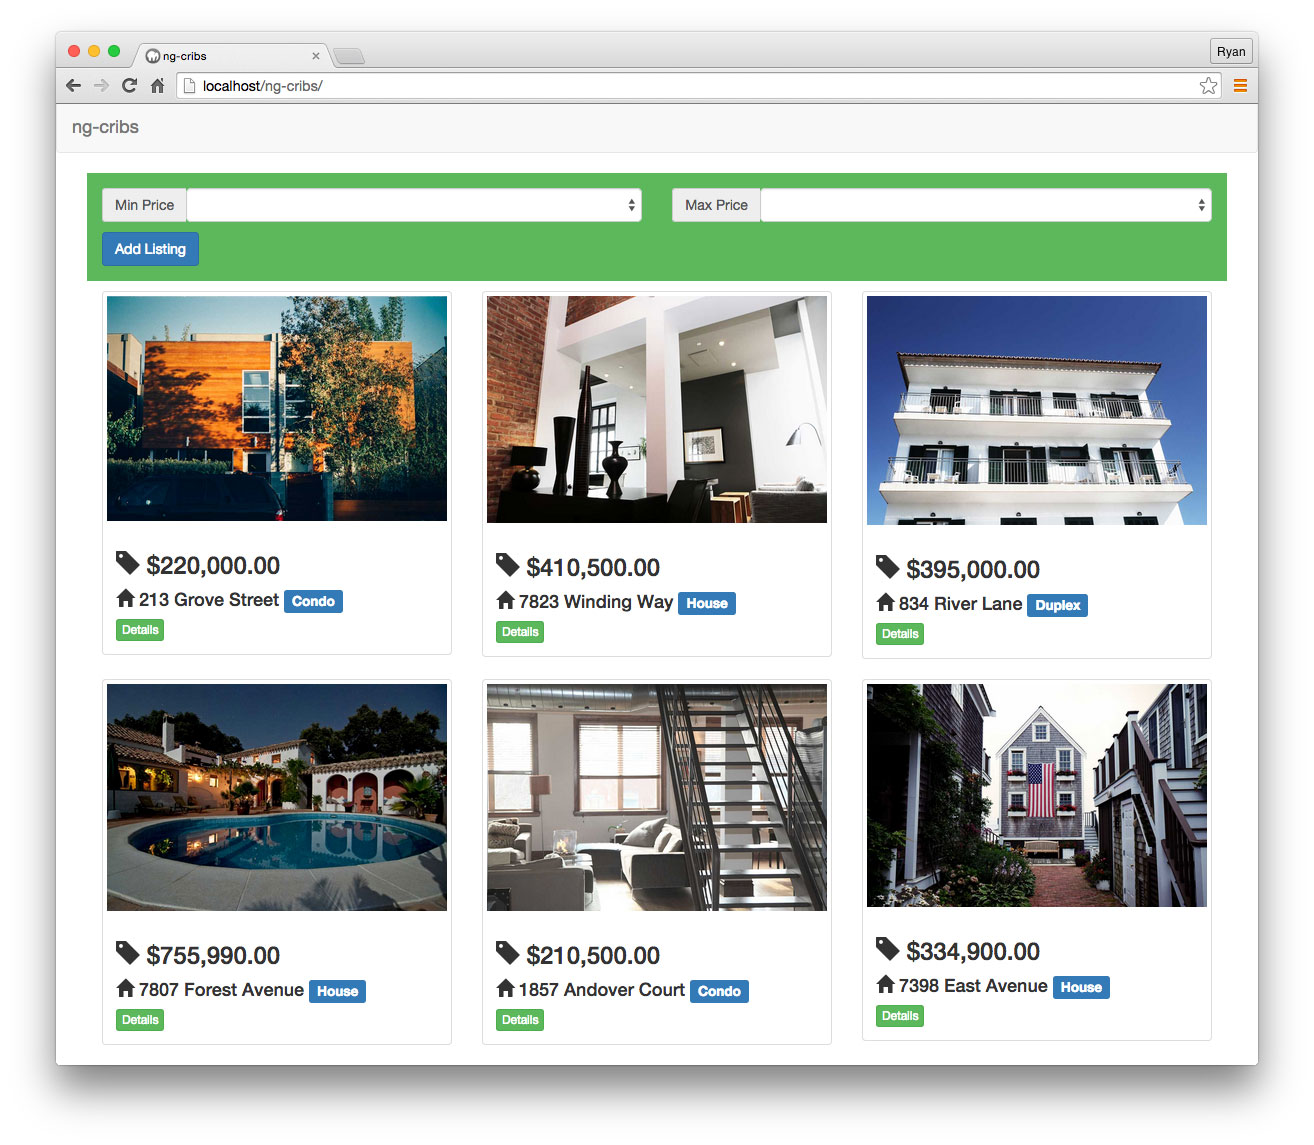 ng-cribs
Ryan
localhost/ng-cribs/
ng-cribs
Min Price
Max Price
Add Listing
$220,000.00
213 Grove Street Condo
Details
$410,500.00
7823 Winding Way House
Details
$395,000.00
834 River Lane Duplex
Details
$755,990.00
7807 Forest Avenue House
Details
$210,500.00
1857 Andover Court Condo
Details
$334,900.00
7398 East Avenue House
Details